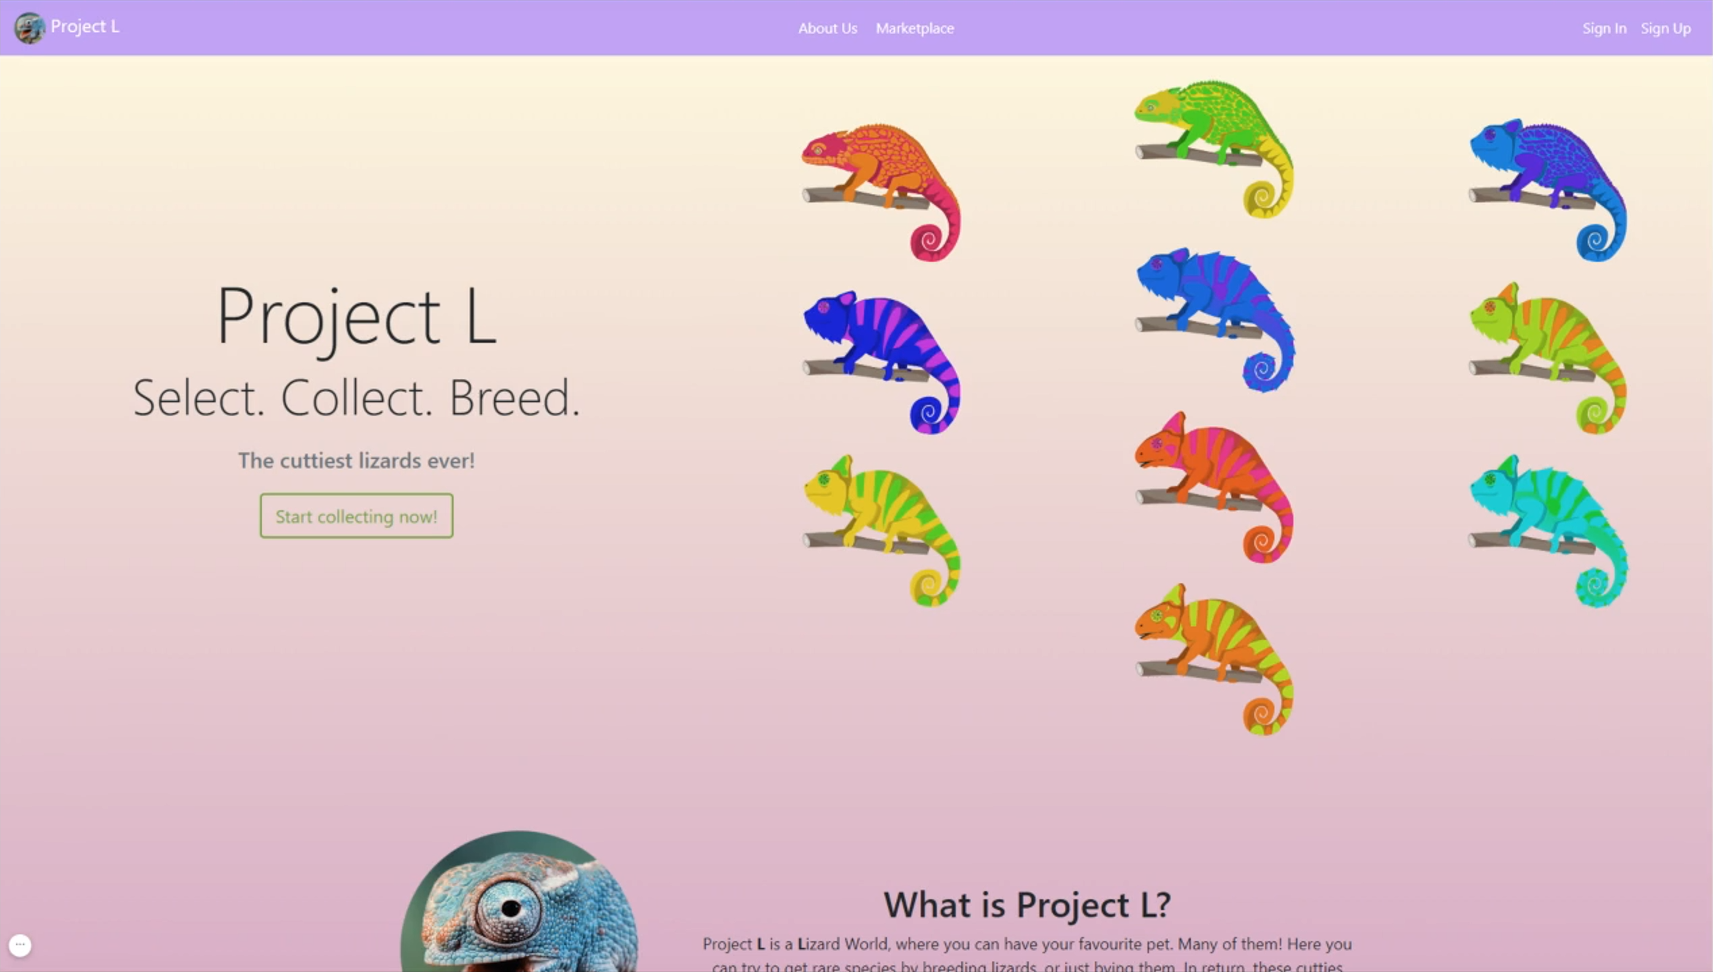 Project L
About Us
Marketplace
Sign In
Sign Up
Project L
Select. Collect. Breed.
The cuttiest lizards ever!
Start collecting now!
What is Project L?
Project L is a Lizard World, where you can have your favourite pet. Many of them! Here you
can try to get rare species by breeding lizards, or just bying them. In return, these cutties